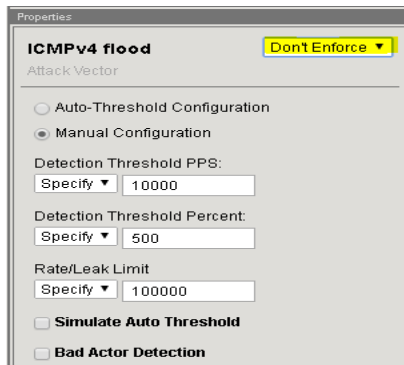 Properties
ICMPv4 flood Don't Enforce ▼
Attack Vector
Auto-Threshold Configuration
Manual Configuration
Detection Threshold PPS:
Specify ▼ 10000
Detection Threshold Percent:
Specify ▼ 500
Rate/Leak Limit
Specify ▼ 100000
Simulate Auto Threshold
Bad Actor Detection